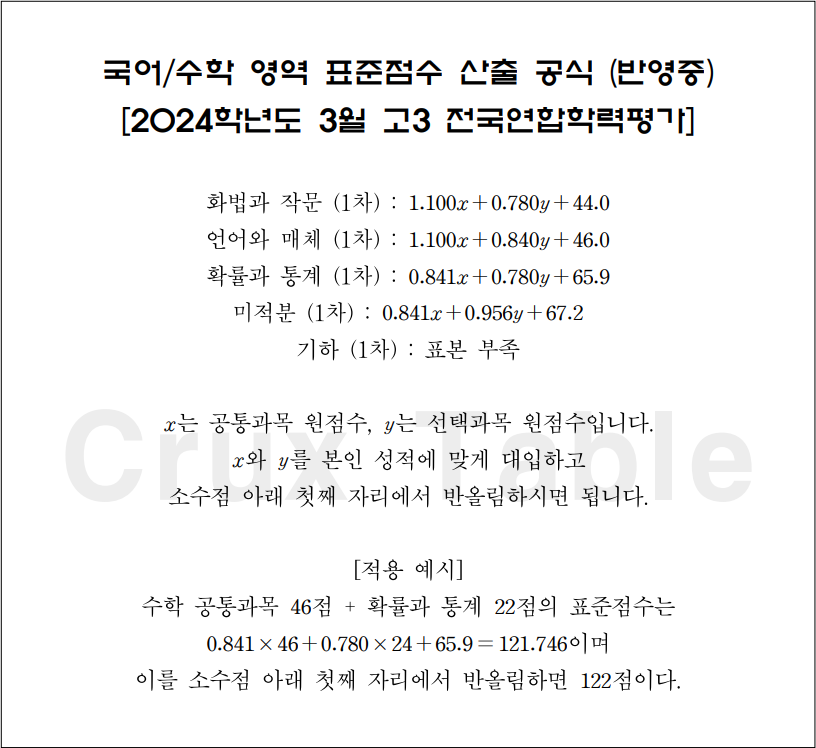 국어/수학 영역 표준점수 산출 공식 (반영중)
[2024학년도 3월 고3 전국연합학력평가]
화법과 작문 (1차) : 1.100x+0.780y+44.0
언어와 매체 (1차) : 1.100x+0.840y+46.0
확률과 통계 (1차) : 0.841x+0.780y+65.9
미적분 (1차) : 0.841x+0.956y+67.2
기하 (1차) : 표본 부족
Crux Table
x는 공통과목 원점수, y는 선택과목 원점수입니다.
x와 y를 본인 성적에 맞게 대입하고
소수점 아래 첫째 자리에서 반올림하시면 됩니다.
[적용 예시]
수학 공통과목 46점 + 확률과 통계 22점의 표준점수는
0.841×46+0.780×24+65.9=121.746이며
이를 소수점 아래 첫째 자리에서 반올림하면 122점이다.